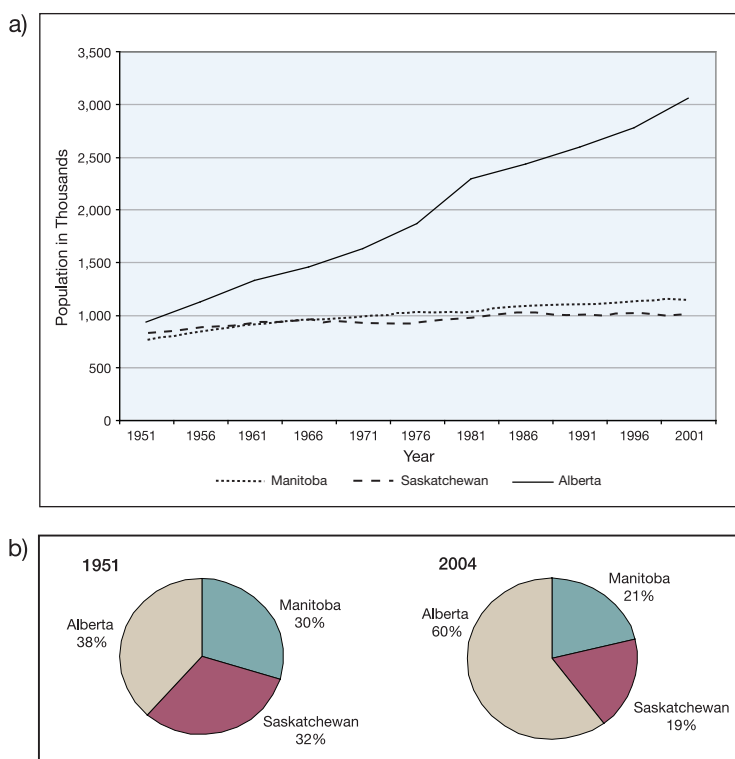 a)
3,500
3,000
2,500
2,000
1,500
1,000
500
0
Population in Thousands
1951 1956 1961 1966 1971 1976 1981 1986 1991 1996 2001
Year
Manitoba Saskatchewan Alberta
b)
1951
Alberta
38%
Manitoba
30%
Saskatchewan
32%
2004
Alberta
60%
Manitoba
21%
Saskatchewan
19%